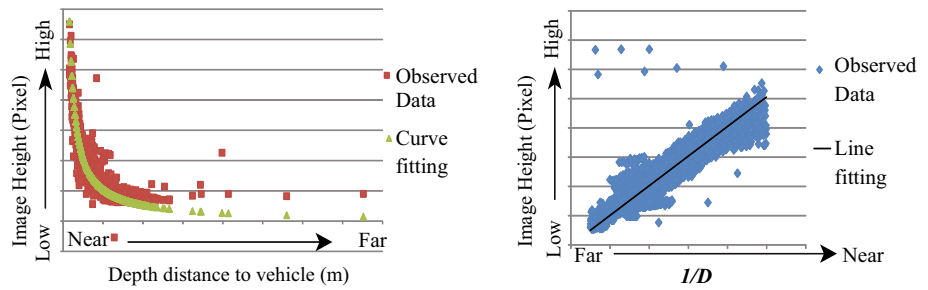 High
Image Height (Pixel)
Low
Near
Far
Depth distance to vehicle (m)
Observed
Data
Curve
fitting
High
Image Height (Pixel)
Low
Far
Near
1/D
Observed
Data
Line
fitting